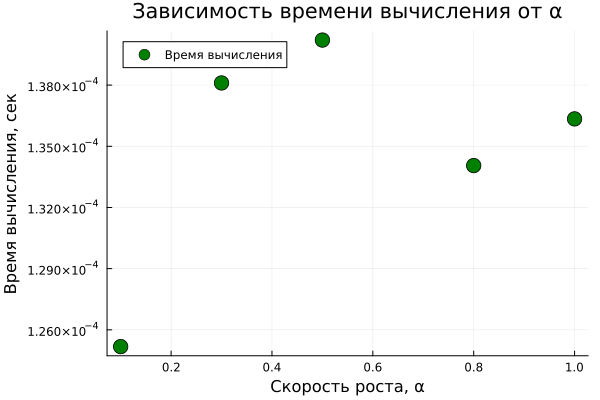 Зависимость времени вычисления от α
Время вычисления
Время вычисления, сек
1.380×10⁻⁴
1.350×10⁻⁴
1.320×10⁻⁴
1.290×10⁻⁴
1.260×10⁻⁴
0.2 0.4 0.6 0.8 1.0
Скорость роста, α